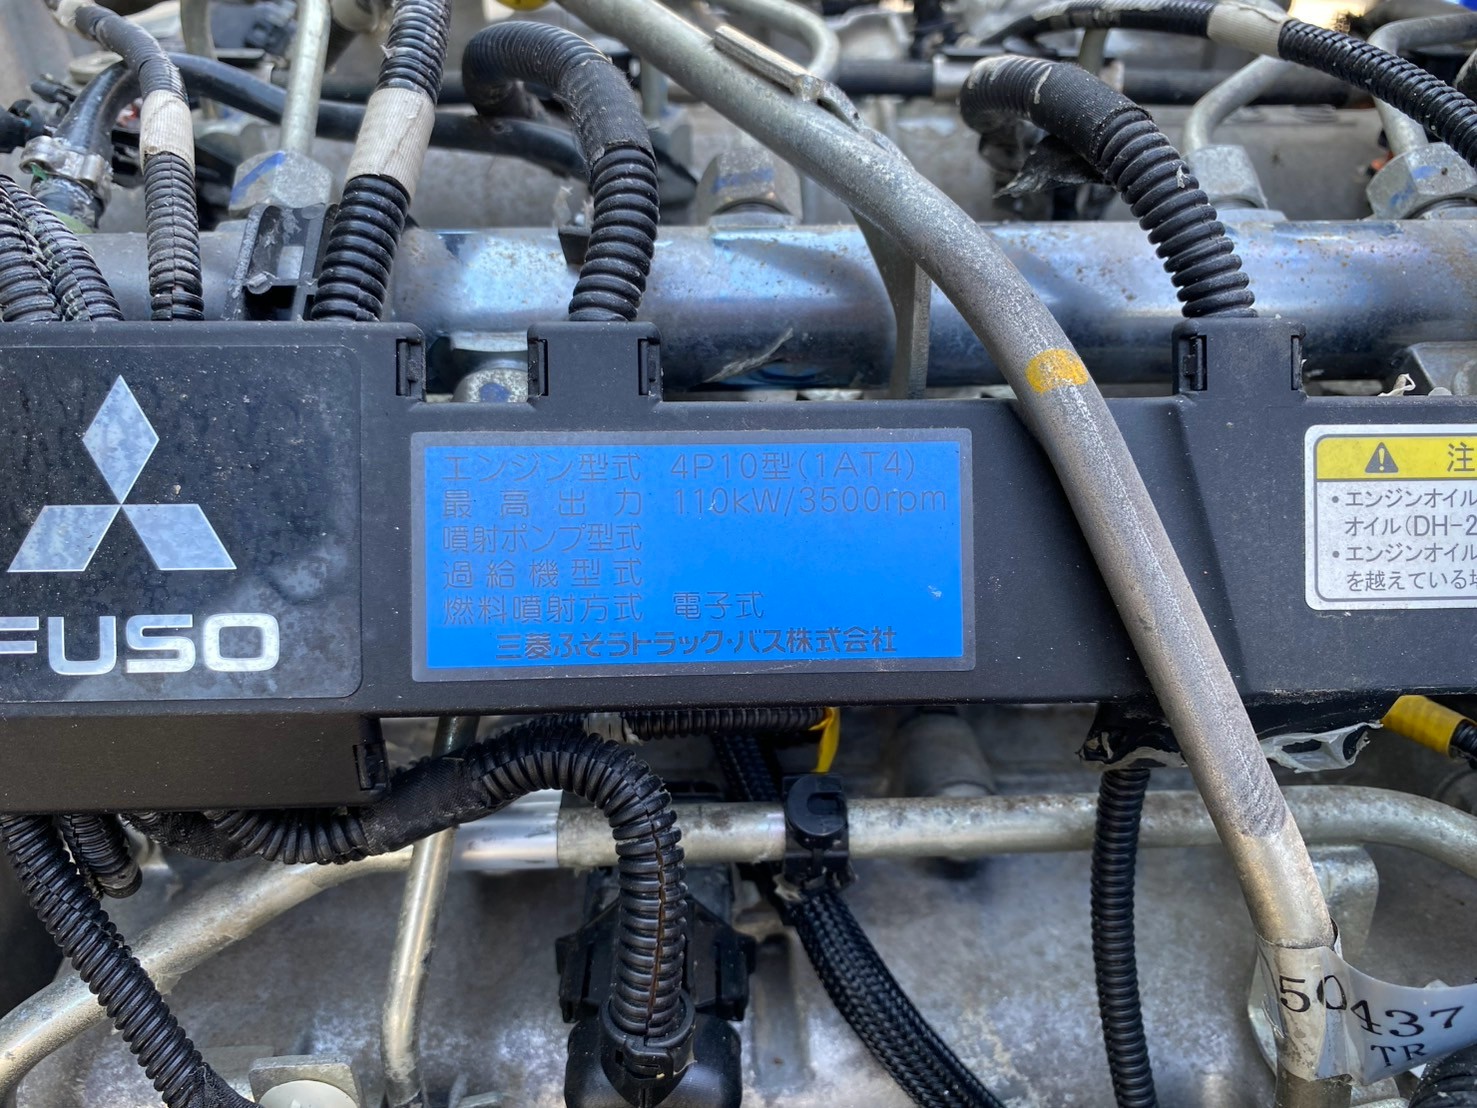 FUSO
エンジン型式 4P10型(1AT4)
最高出力 110kW/3500rpm
噴射ポンプ型式
過給機型式
燃料噴射方式 電子式
三菱ふそうトラック・バス株式会社
注
・エンジンオイル
オイル(DH-2
・エンジンオイル
を越えている場
50437
TR